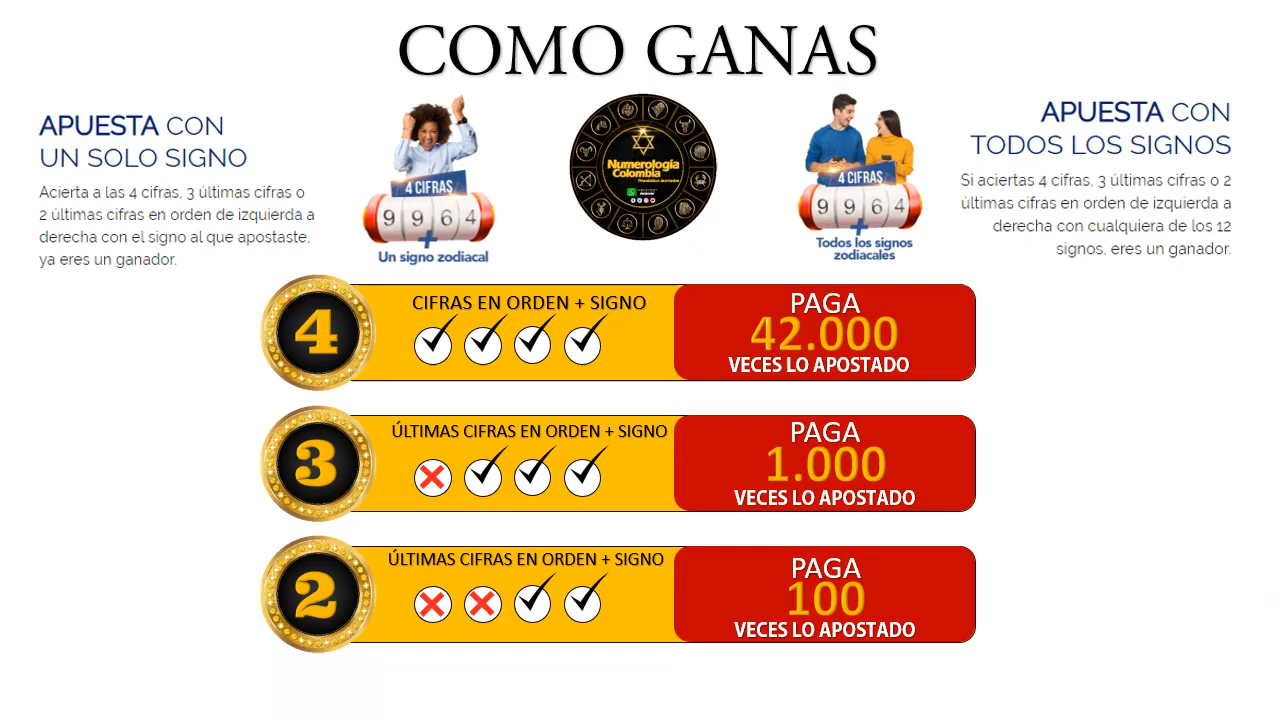 COMO GANAS
APUESTA CON
UN SOLO SIGNO
Acierta a las 4 cifras, 3 últimas cifras o
2 últimas cifras en orden de izquierda a
derecha con el signo al que apostaste,
ya eres un ganador.
4 CIFRAS
9 9 6 4
+
Un signo zodiacal
Numerología
Colombia
4 CIFRAS
9 9 6 4
+
Todos los signos
zodiacales
APUESTA CON
TODOS LOS SIGNOS
Si aciertas 4 cifras, 3 últimas cifras o 2
últimas cifras en orden de izquierda a
derecha con cualquiera de los 12
signos, eres un ganador.
4
CIFRAS EN ORDEN + SIGNO
PAGA
42.000
VECES LO APOSTADO
3
ÚLTIMAS CIFRAS EN ORDEN + SIGNO
PAGA
1.000
VECES LO APOSTADO
2
ÚLTIMAS CIFRAS EN ORDEN + SIGNO
PAGA
100
VECES LO APOSTADO